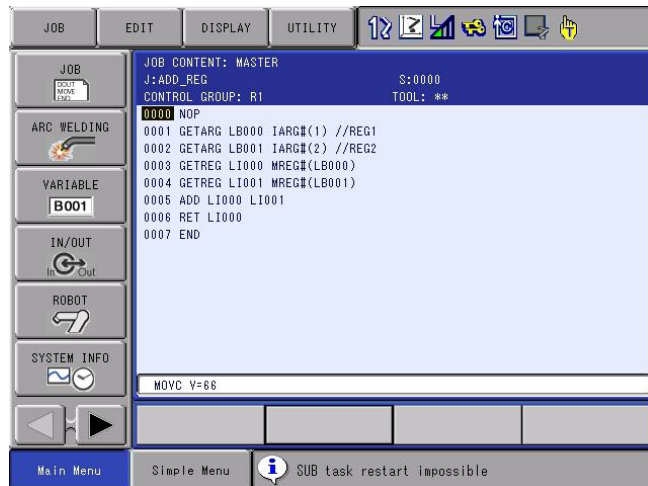 JOB
EDIT
DISPLAY
UTILITY
JOB
DOUT
MOVE
END
ARC WELDING
VARIABLE
B001
IN/OUT
In Out
ROBOT
SYSTEM INFO
JOB CONTENT: MASTER
J:ADD_REG S:0000
CONTROL GROUP: R1 TOOL: **
0000 NOP
0001 GETARG LB000 IARG#(1) //REG1
0002 GETARG LB001 IARG#(2) //REG2
0003 GETREG LI000 MREG#(LB000)
0004 GETREG LI001 MREG#(LB001)
0005 ADD LI000 LI001
0006 RET LI000
0007 END
MOVC V=66
Main Menu
Simple Menu
SUB task restart impossible